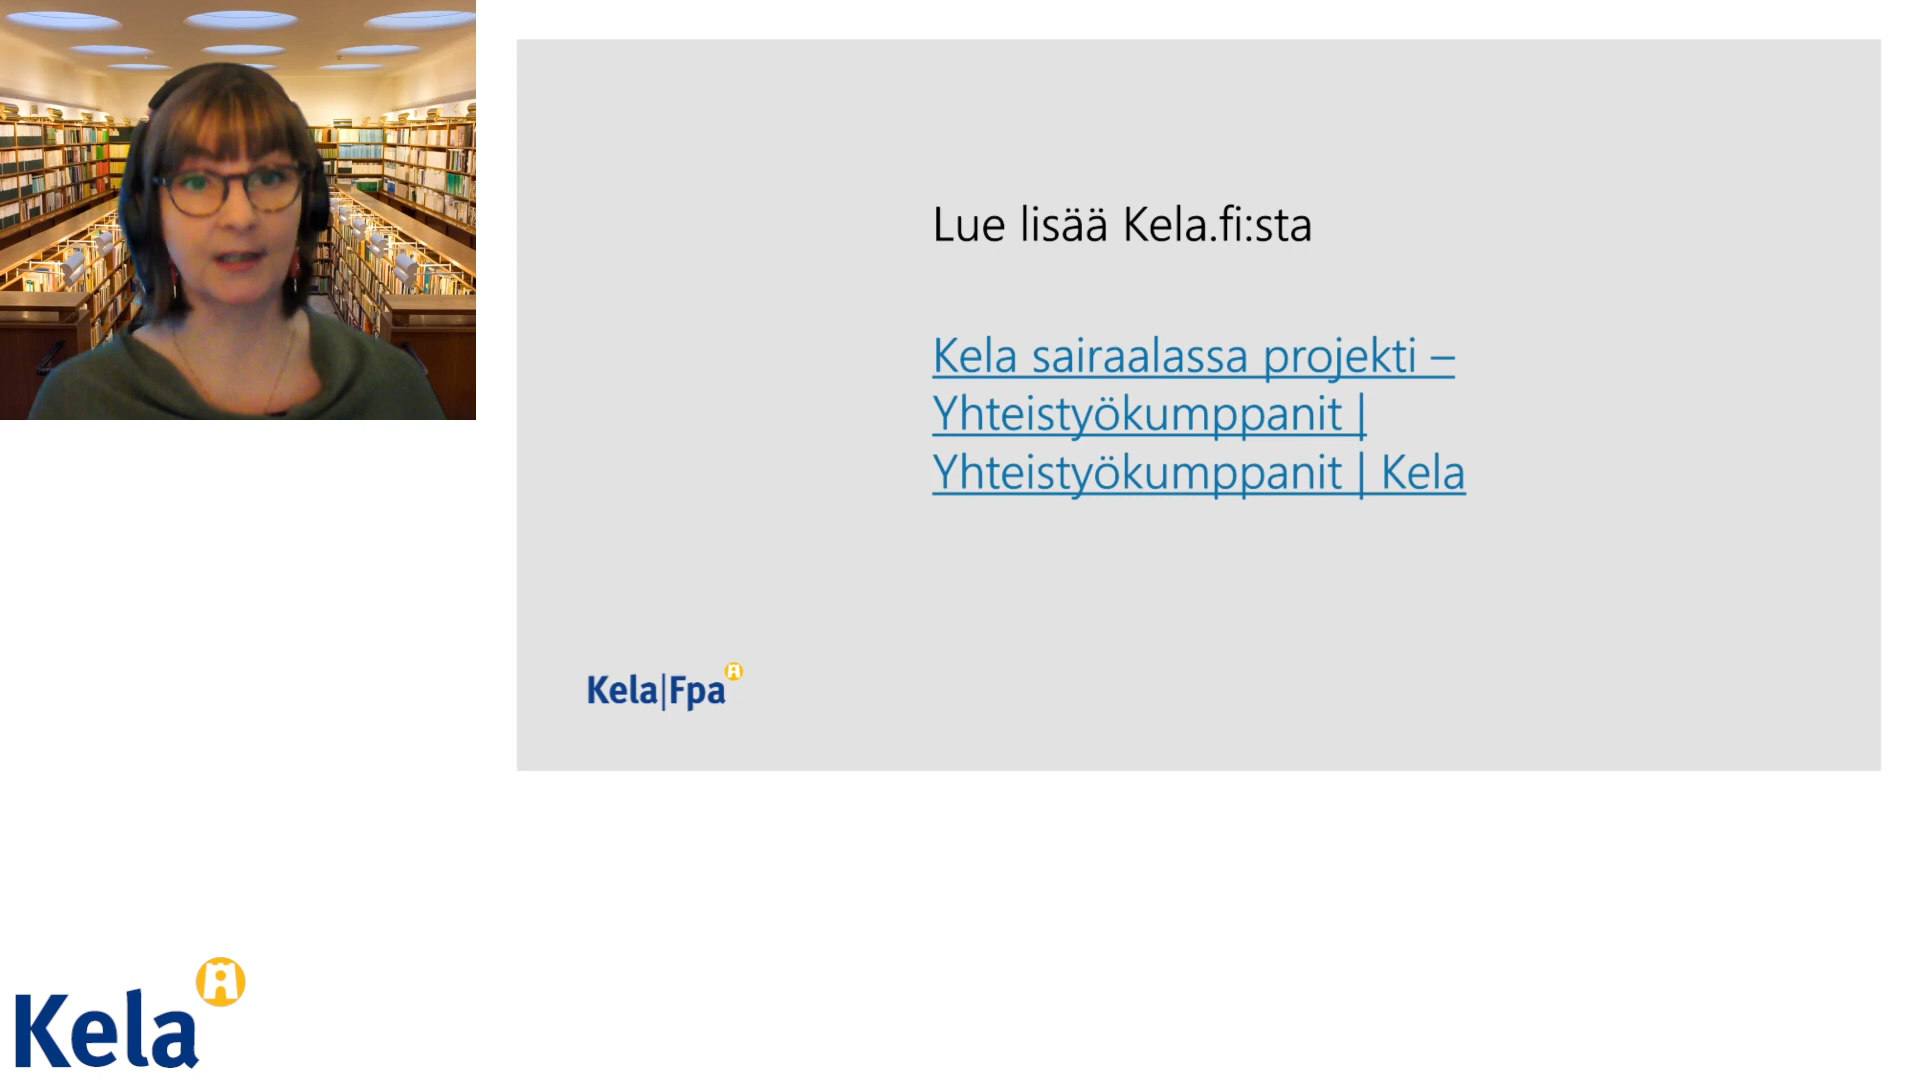 Lue lisää Kela.fi:sta
Kela sairaalassa projekti –
Yhteistyökumppanit |
Yhteistyökumppanit | Kela
Kela|Fpa
Kela